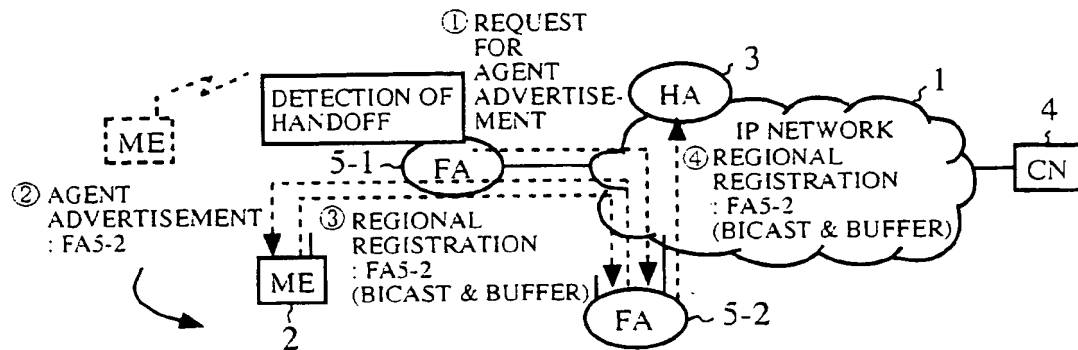 ① REQUEST
FOR
AGENT
ADVERTISE-
MENT
3
HA
1
IP NETWORK
4
CN
DETECTION OF
HANDOFF
ME
5-1
FA
④ REGIONAL
REGISTRATION
: FA5-2
(BICAST & BUFFER)
② AGENT
ADVERTISEMENT
: FA5-2
③ REGIONAL
REGISTRATION
: FA5-2
(BICAST & BUFFER)
ME
2
FA
5-2